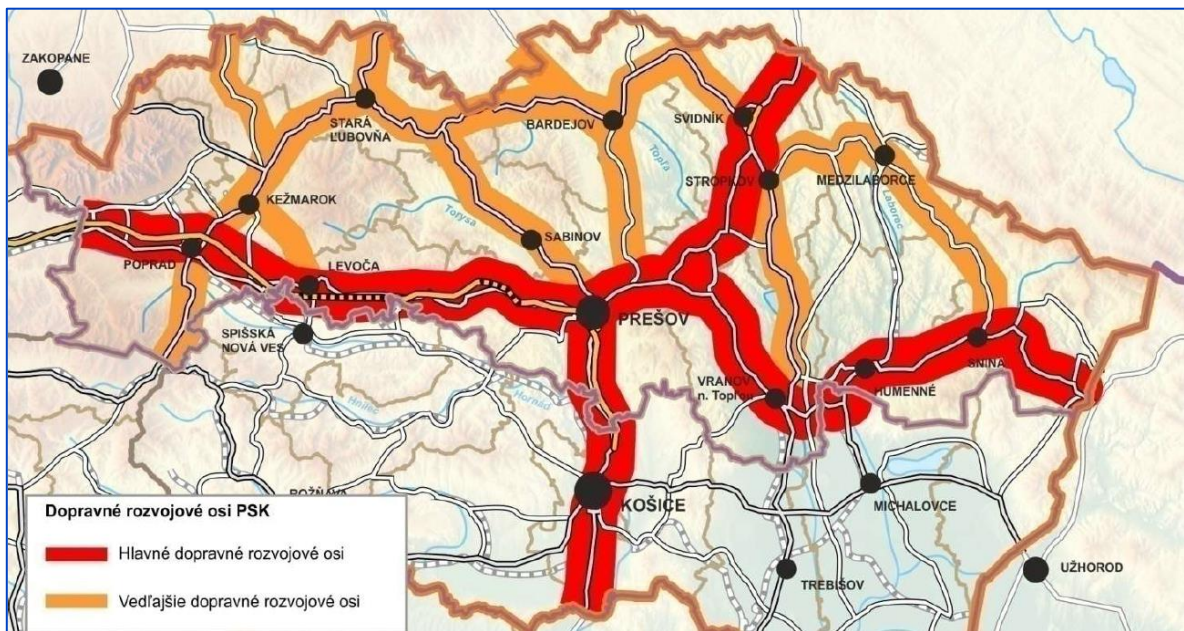 ZAKOPANE
STARÁ
ĽUBOVŇA
BARDEJOV
SVIDNÍK
Topľa
STROPKOV
MEDZILABORCE
Laborec
KEŽMAROK
Torysa
SABINOV
POPRAD
LEVOČA
PREŠOV
SPIŠSKÁ
NOVÁ VES
SNINA
HUMENNÉ
VRANOV
n. Topľou
Hnilec
Hornád
ROŽŇAVA
KOŠICE
MICHALOVCE
TREBIŠOV
UŽHOROD
Dopravné rozvojové osi PSK
Hlavné dopravné rozvojové osi
Vedľajšie dopravné rozvojové osi